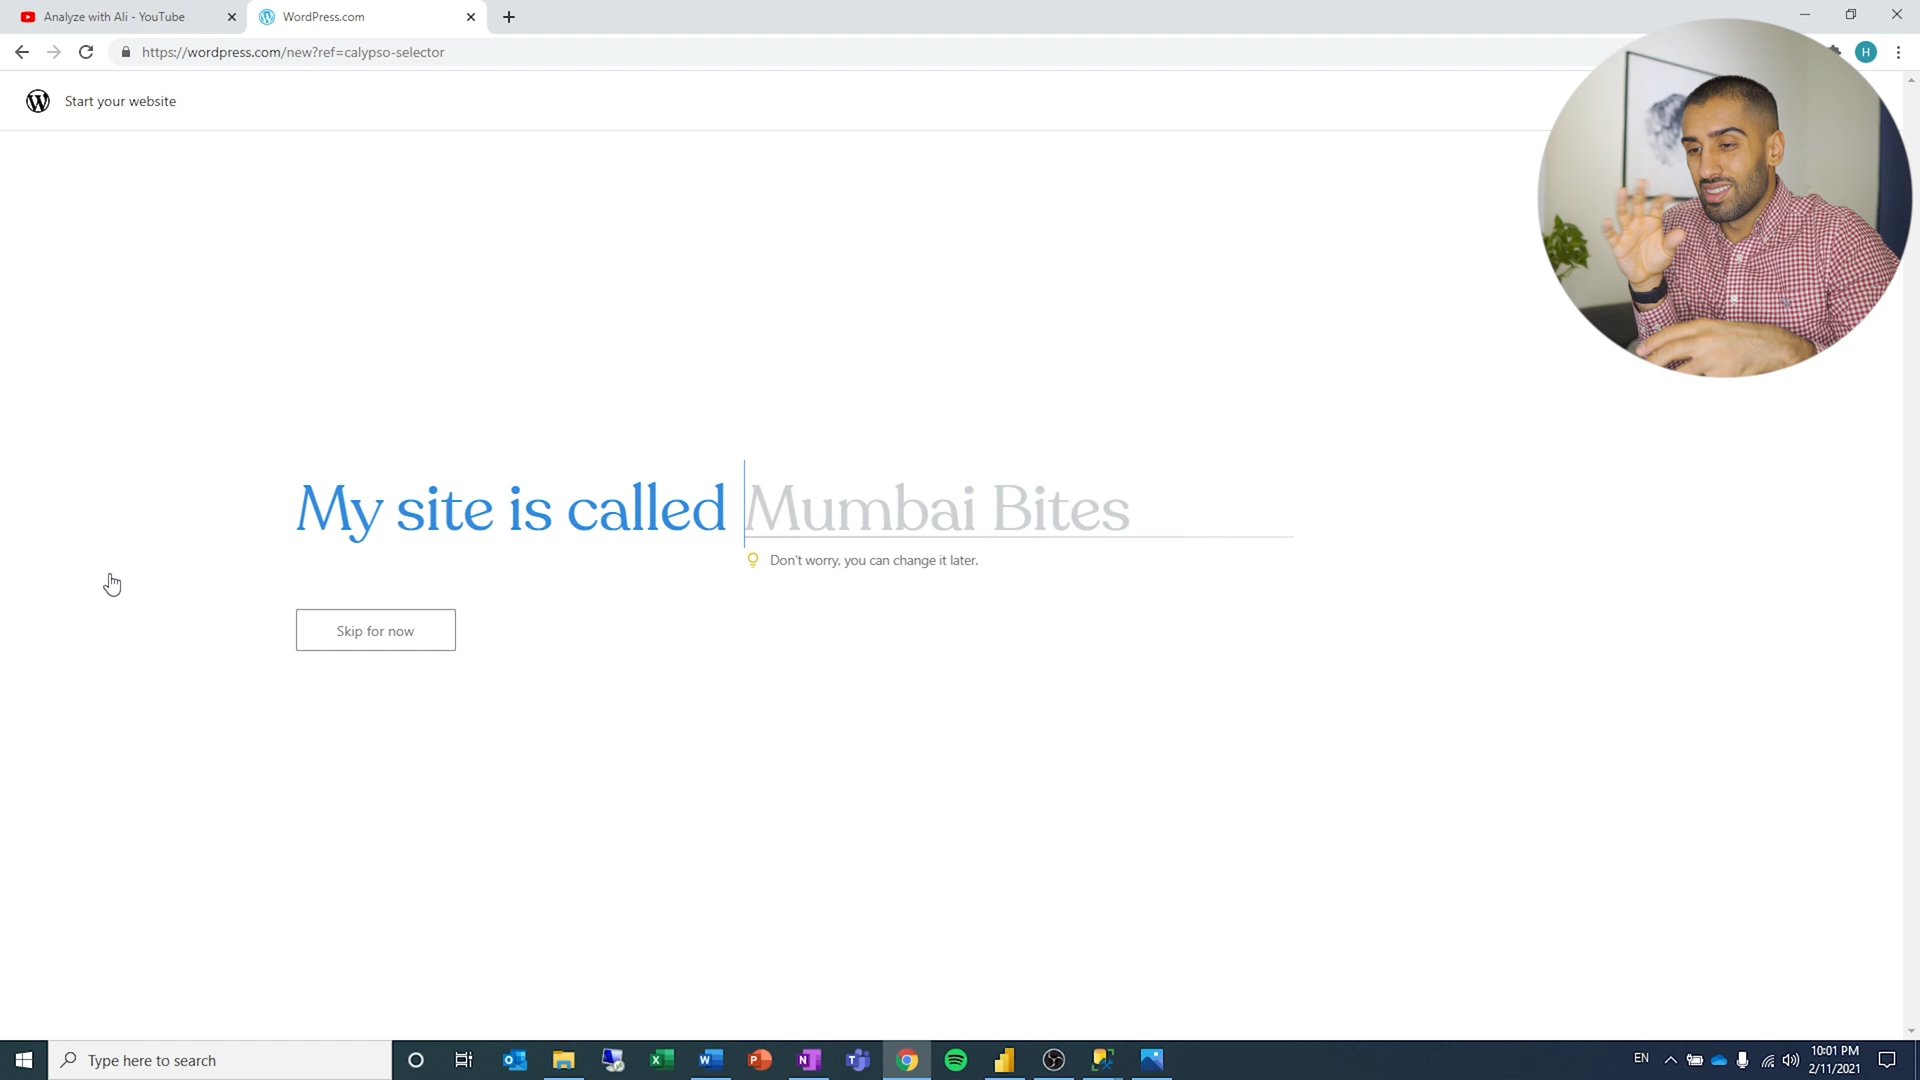 Analyze with Ali - YouTube
WordPress.com
https://wordpress.com/new?ref=calypso-selector
H
Start your website
My site is called Mumbai Bites
Don't worry, you can change it later.
Skip for now
Type here to search
EN
10:01 PM
2/11/2021